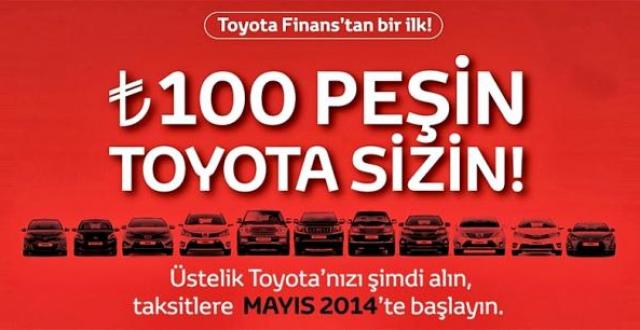 Toyota Finans'tan bir ilk!
₺100 PEŞİN
TOYOTA SİZİN!
Üstelik Toyota'nızı şimdi alın,
taksitlere MAYIS 2014'te başlayın.